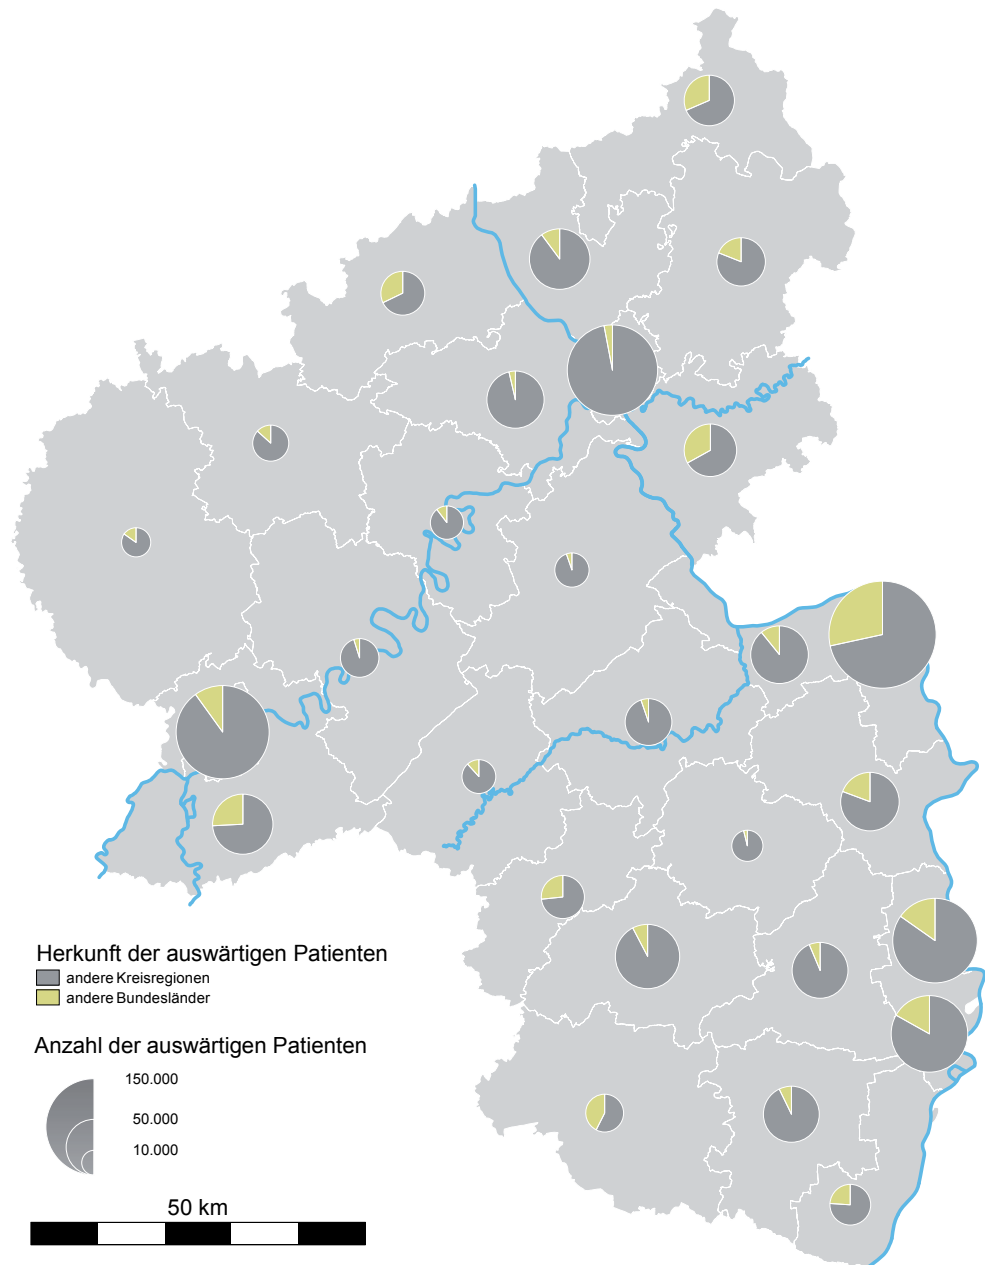 Herkunft der auswärtigen Patienten
andere Kreisregionen
andere Bundesländer
Anzahl der auswärtigen Patienten
150.000
50.000
10.000
50 km